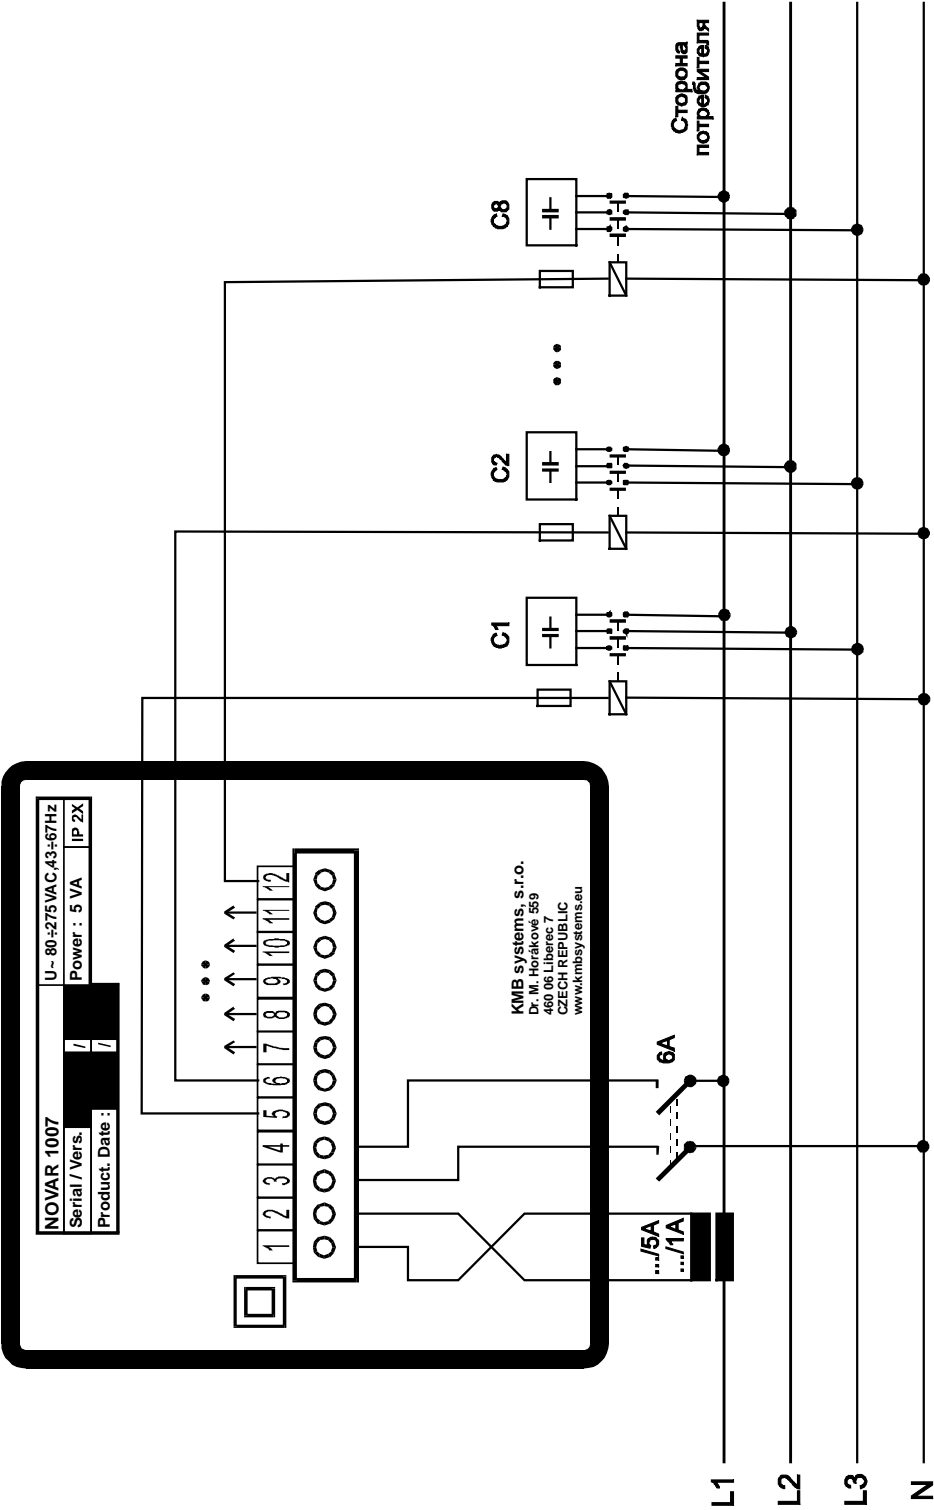 NOVAR 1007
U~ 80÷275VAC,43÷67Hz
Serial / Vers.
/
Power : 5 VA
IP 2X
Product. Date :
/
1 2 3 4 5 6 7 8 9 10 11 12
KMB systems, s.r.o.
Dr. M. Horákové 559
460 06 Liberec 7
CZECH REPUBLIC
www.kmbsystems.eu
.../5A
.../1A
6A
C1
C2
C8
Сторона
потребителя
L1
L2
L3
N